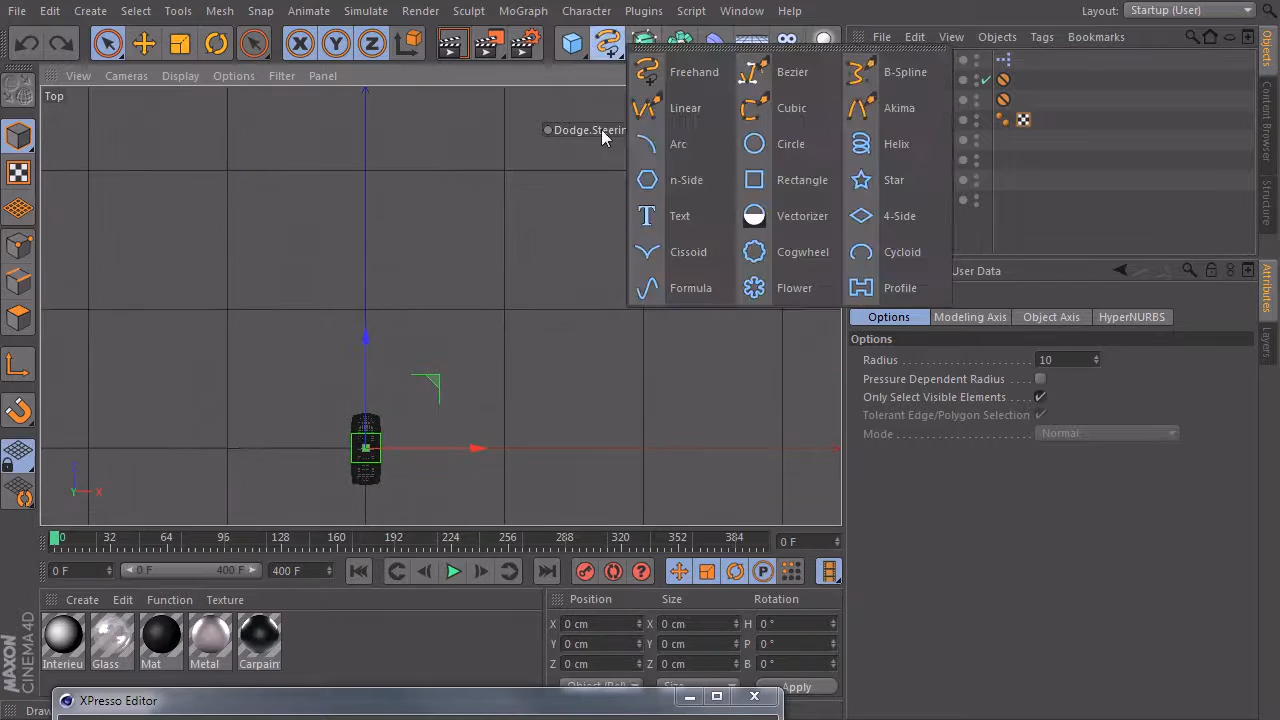 File Edit Create Select Tools Mesh Snap Animate Simulate Render Sculpt MoGraph Character Plugins Script Window Help
Layout: Startup (User)
File Edit View Objects Tags Bookmarks
View Cameras Display Options Filter Panel
Top
Dodge.Steerin
Freehand Bezier B-Spline
Linear Cubic Akima
Arc Circle Helix
n-Side Rectangle Star
Text Vectorizer 4-Side
Cissoid Cogwheel Cycloid
Formula Flower Profile
Objects
Content Browser
Structure
User Data
Attributes
Layers
Options Modeling Axis Object Axis HyperNURBS
Options
Radius 10
Pressure Dependent Radius
Only Select Visible Elements
Tolerant Edge/Polygon Selection
Mode Normal
Y X
0 32 64 96 128 160 192 224 256 288 320 352 384 0 F
0 F 0 F 400 F 400 F
Create Edit Function Texture
Position Size Rotation
X 0 cm X 0 cm H 0 °
Y 0 cm Y 0 cm P 0 °
Z 0 cm Z 0 cm B 0 °
Apply
Interieu Glass Mat Metal Carpain
MAXON CINEMA 4D
XPresso Editor